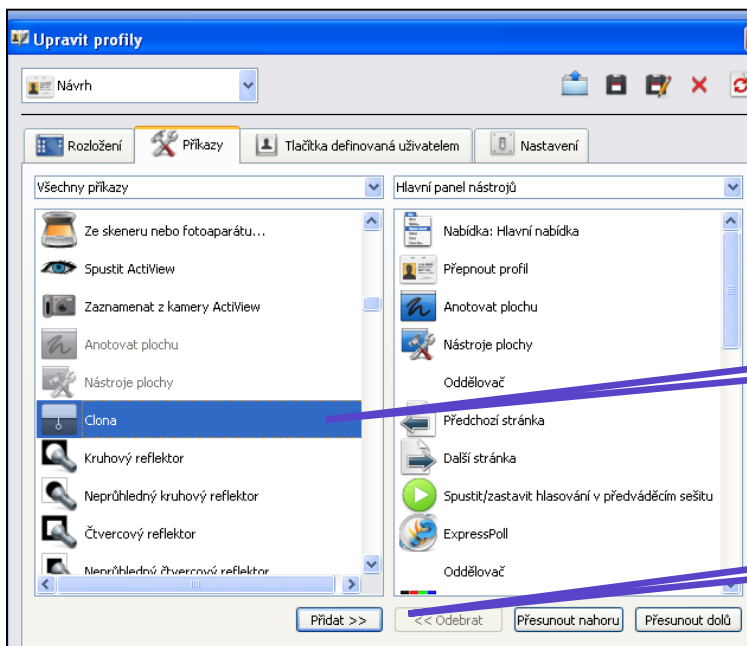 Upravit profily
Návrh
Rozložení
Příkazy
Tlačítka definovaná uživatelem
Nastavení
Všechny příkazy
Hlavní panel nástrojů
Ze skeneru nebo fotoaparátu...
Spustit ActiView
Zaznamenat z kamery ActiView
Anotovat plochu
Nástroje plochy
Clona
Kruhový reflektor
Neprůhledný kruhový reflektor
Čtvercový reflektor
Neprůhledný čtvercový reflektor
Nabídka: Hlavní nabídka
Přepnout profil
Anotovat plochu
Nástroje plochy
Oddělovač
Předchozí stránka
Další stránka
Spustit/zastavit hlasování v předváděcím sešitu
ExpressPoll
Oddělovač
Přidat >>
<< Odebrat
Přesunout nahoru
Přesunout dolů